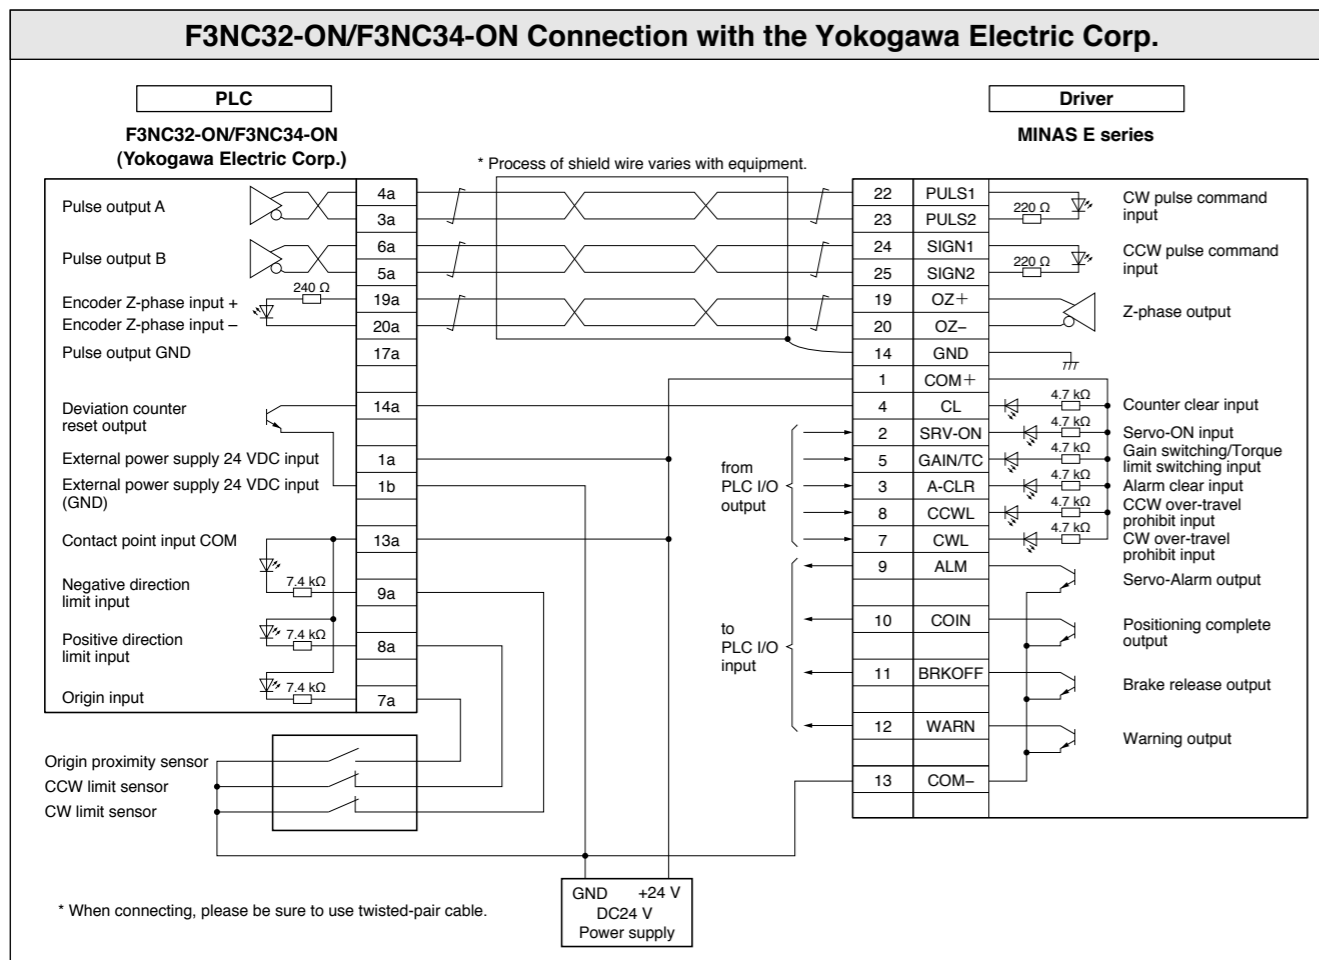 F3NC32-ON/F3NC34-ON Connection with the Yokogawa Electric Corp.
PLC
F3NC32-ON/F3NC34-ON
(Yokogawa Electric Corp.)
Driver
MINAS E series
* Process of shield wire varies with equipment.
Pulse output A
4a
3a
Pulse output B
6a
5a
240 Ω
Encoder Z-phase input +
19a
Encoder Z-phase input –
20a
Pulse output GND
17a
Deviation counter
reset output
14a
External power supply 24 VDC input
1a
External power supply 24 VDC input
(GND)
1b
Contact point input COM
13a
Negative direction
limit input
7.4 kΩ
9a
Positive direction
limit input
7.4 kΩ
8a
Origin input
7.4 kΩ
7a
Origin proximity sensor
CCW limit sensor
CW limit sensor
22 PULS1
23 PULS2
220 Ω
CW pulse command
input
24 SIGN1
25 SIGN2
220 Ω
CCW pulse command
input
19 OZ+
20 OZ–
Z-phase output
14 GND
1 COM+
4 CL
4.7 kΩ
Counter clear input
2 SRV-ON
4.7 kΩ
Servo-ON input
5 GAIN/TC
4.7 kΩ
Gain switching/Torque
limit switching input
3 A-CLR
4.7 kΩ
Alarm clear input
8 CCWL
4.7 kΩ
CCW over-travel
prohibit input
7 CWL
4.7 kΩ
CW over-travel
prohibit input
from
PLC I/O
output
9 ALM
Servo-Alarm output
10 COIN
Positioning complete
output
11 BRKOFF
Brake release output
12 WARN
Warning output
13 COM–
to
PLC I/O
input
GND +24 V
DC24 V
Power supply
* When connecting, please be sure to use twisted-pair cable.